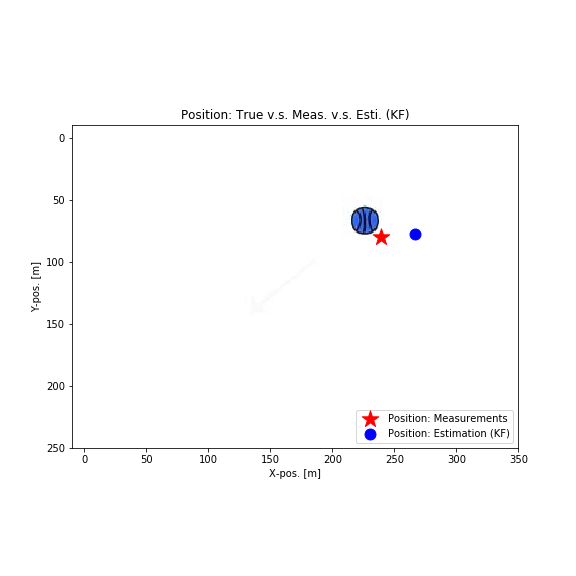 Position: True v.s. Meas. v.s. Esti. (KF)
0
50
100
150
200
250
Y-pos. [m]
Position: Measurements
Position: Estimation (KF)
0
50
100
150
200
250
300
350
X-pos. [m]